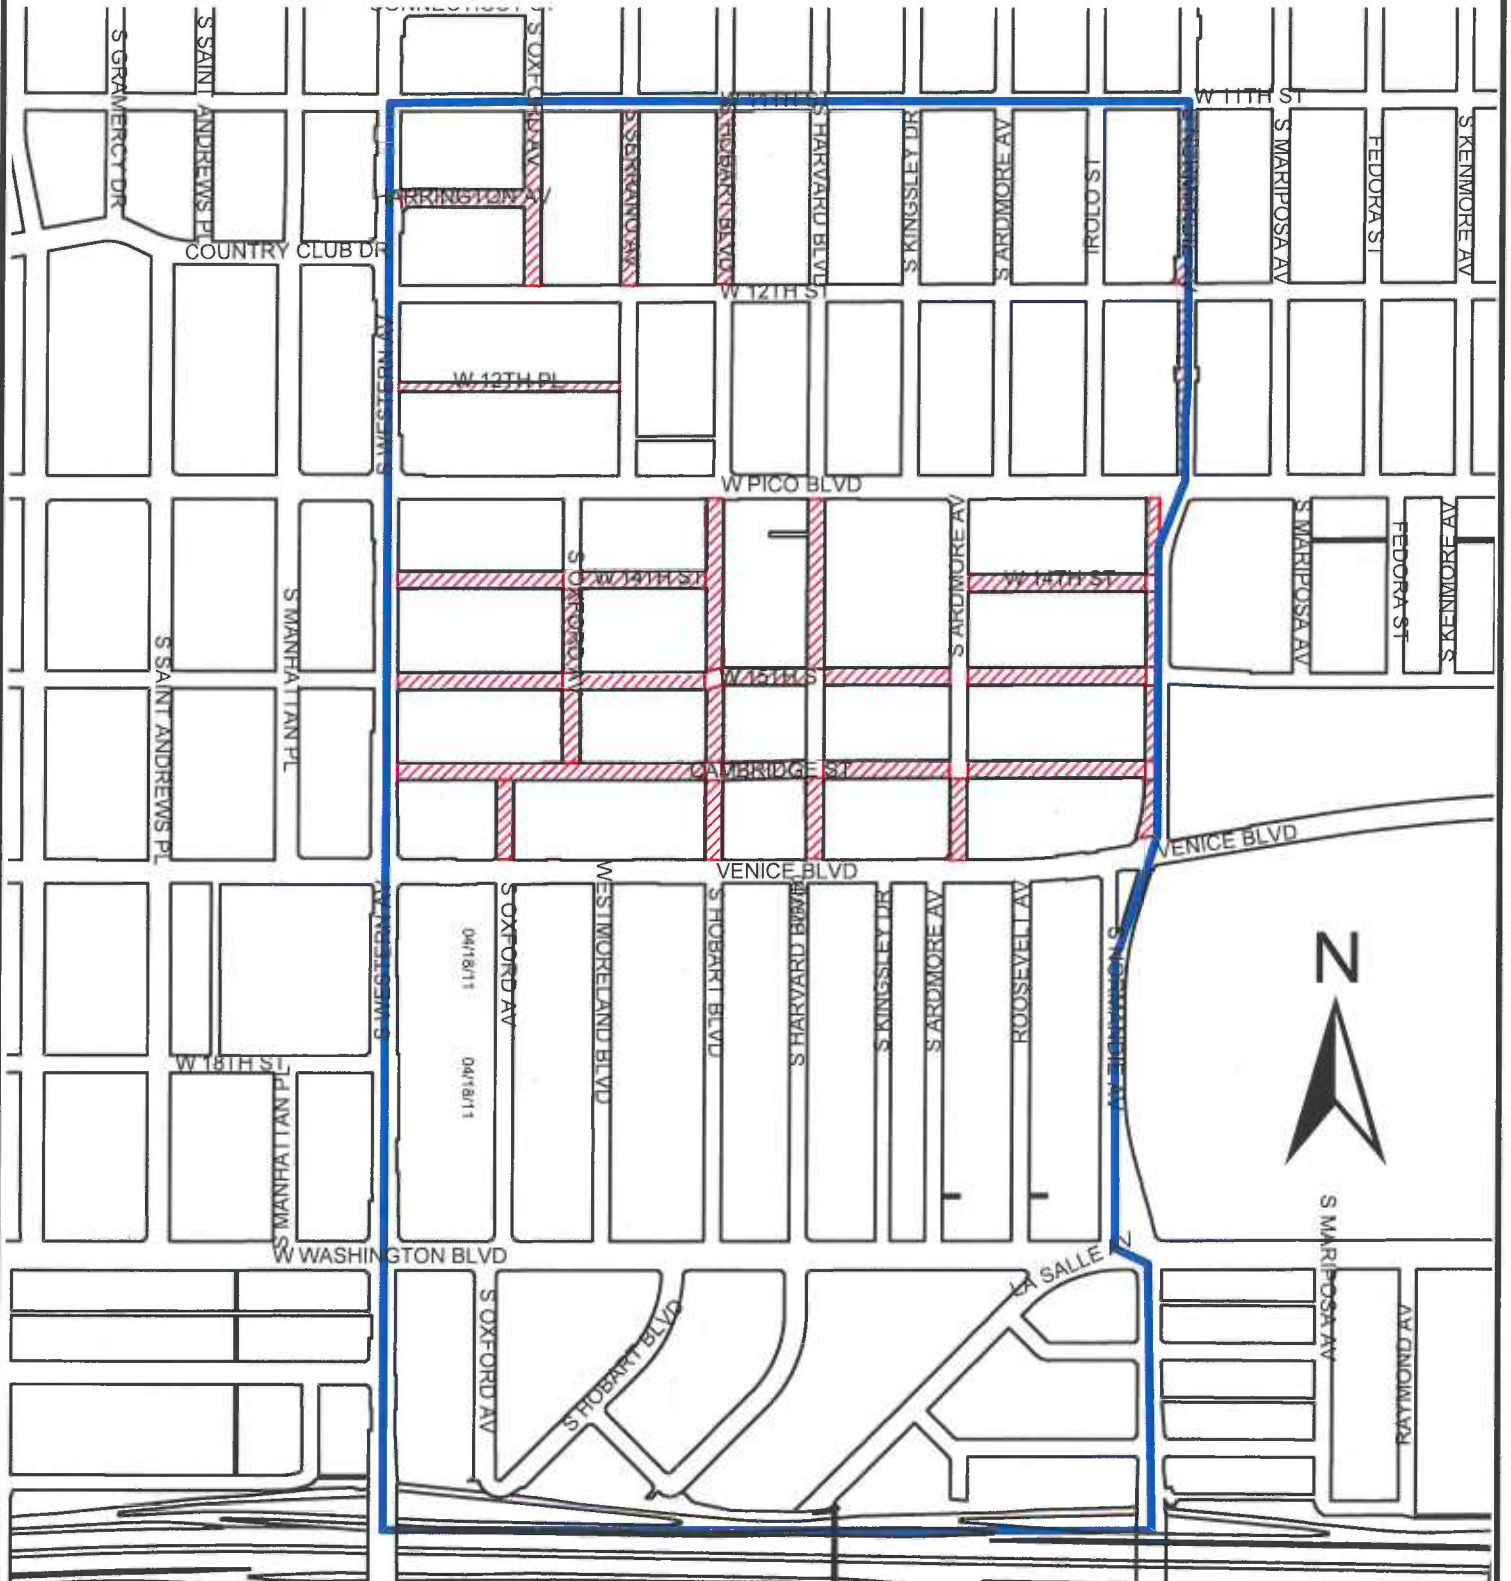 S GRAMERCY DR
S SAINT ANDREWS PL
S OXFORD AV
W 11TH ST
W 11TH ST
HARRINGTON AV
S SERRANO AV
S HOBART BLVD
S HARVARD BLVD
S KINGSLEY DR
S ARDMORE AV
IROLO ST
S MARIPOSA AV
FEDORA ST
S KENMORE AV
COUNTRY CLUB DR
W 12TH ST
S WESTERN AV
W 12TH PL
W PICO BLVD
S OXFORD AV
W 14TH ST
S ARDMORE AV
W 14TH ST
S MARIPOSA AV
FEDORA ST
S KENMORE AV
S MANHATTAN PL
S SAINT ANDREWS PL
W 15TH S
CAMBRIDGE ST
VENICE BLVD
VENICE BLVD
S WESTERN AV
04/18/11
04/18/11
S OXFORD AV
WESTMORELAND BLVD
S HOBART BLVD
S HARVARD BLVD
S KINGSLEY DR
S ARDMORE AV
ROOSEVELT AV
S NORMANDIE AV
N
W 18TH ST
S MANHATTAN PL
W WASHINGTON BLVD
LA SALLE
S MARIPOSA AV
S OXFORD AV
S HOBART BLVD
RAYMOND AV